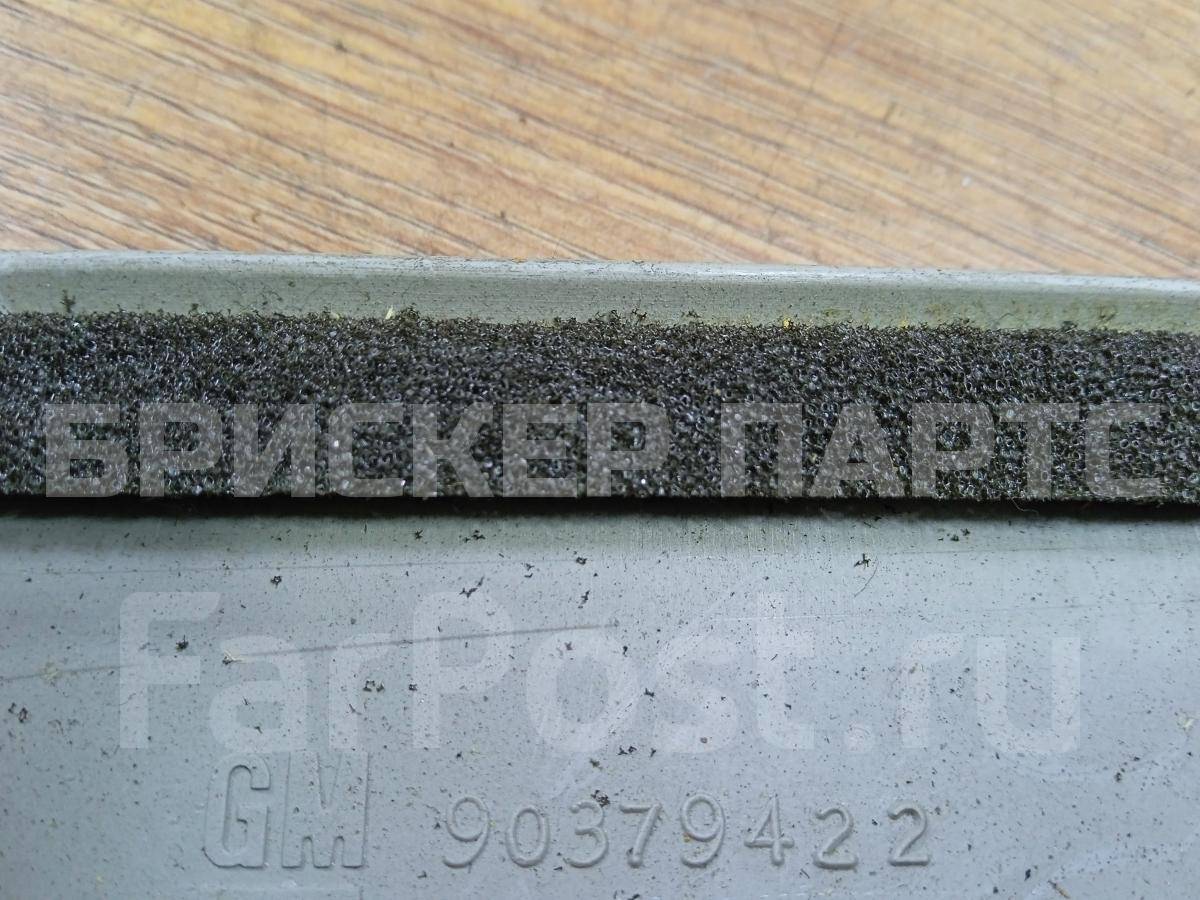 БРИСКЕР ПАРТС
FarPost.ru
GM 90379422